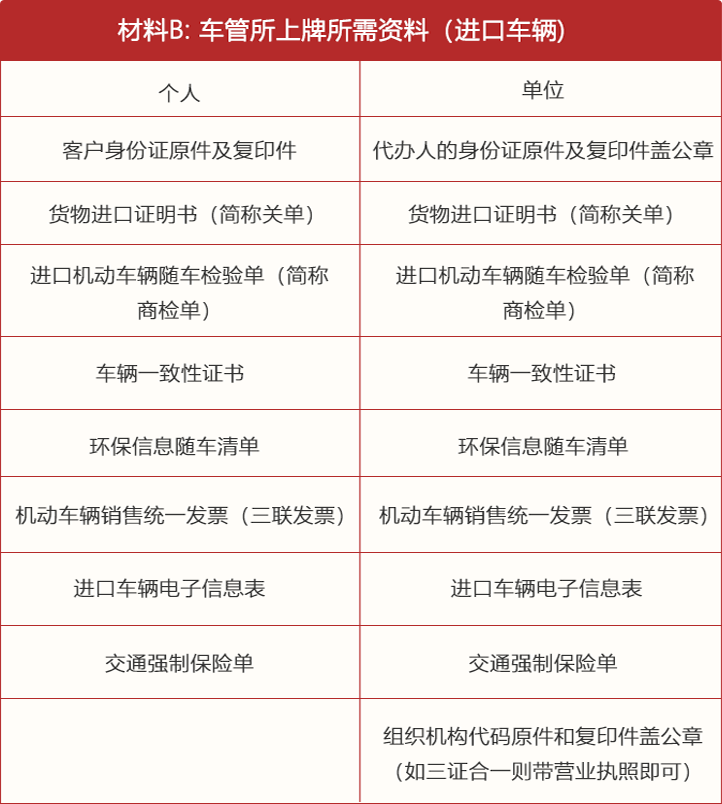 材料B: 车管所上牌所需资料（进口车辆)
个人
单位
客户身份证原件及复印件
代办人的身份证原件及复印件盖公章
货物进口证明书（简称关单）
货物进口证明书（简称关单）
进口机动车辆随车检验单（简称
商检单）
进口机动车辆随车检验单（简称
商检单）
车辆一致性证书
车辆一致性证书
环保信息随车清单
环保信息随车清单
机动车辆销售统一发票（三联发票）
机动车辆销售统一发票（三联发票）
进口车辆电子信息表
进口车辆电子信息表
交通强制保险单
交通强制保险单
组织机构代码原件和复印件盖公章
（如三证合一则带营业执照即可）